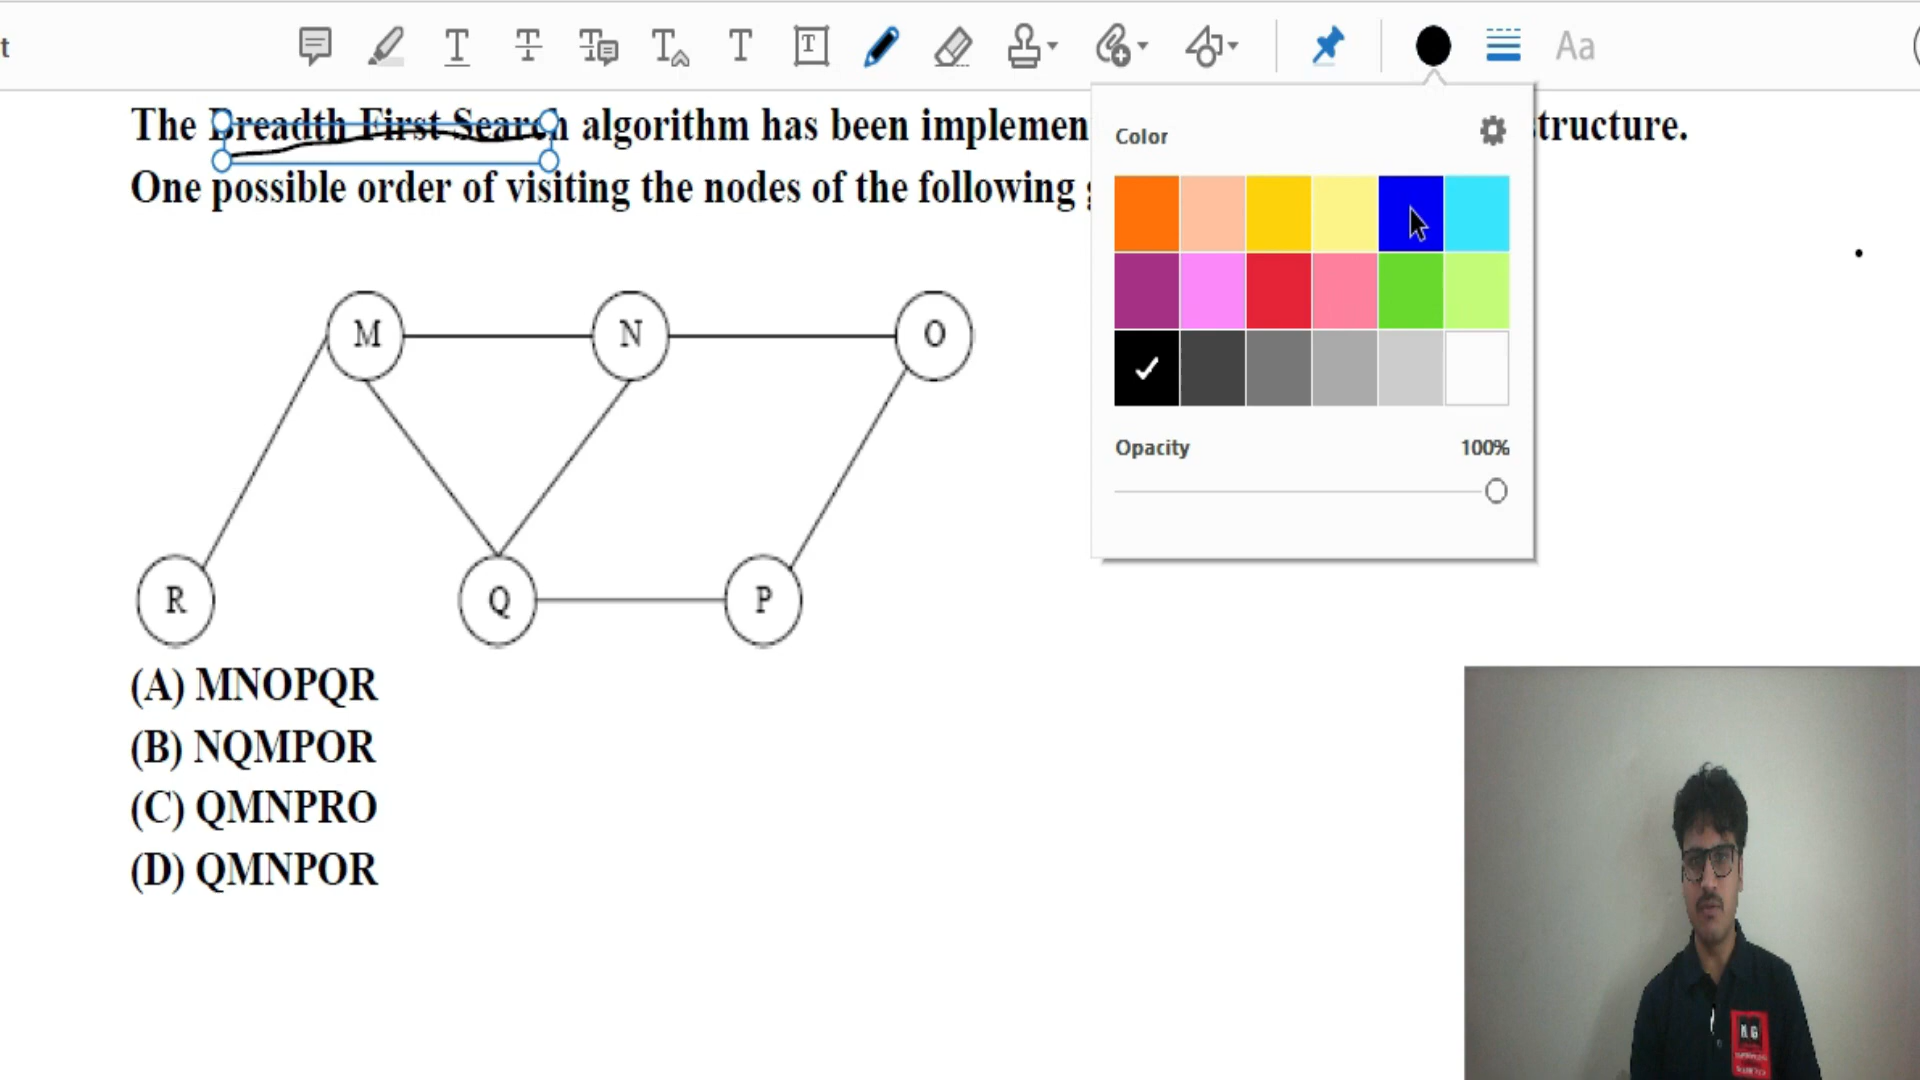 t
T T T T T T Aa
The Breadth First Search algorithm has been implemen tructure.
One possible order of visiting the nodes of the following
Color
Opacity 100%
M N O
R Q P
(A) MNOPQR
(B) NQMPOR
(C) QMNPRO
(D) QMNPOR
N G